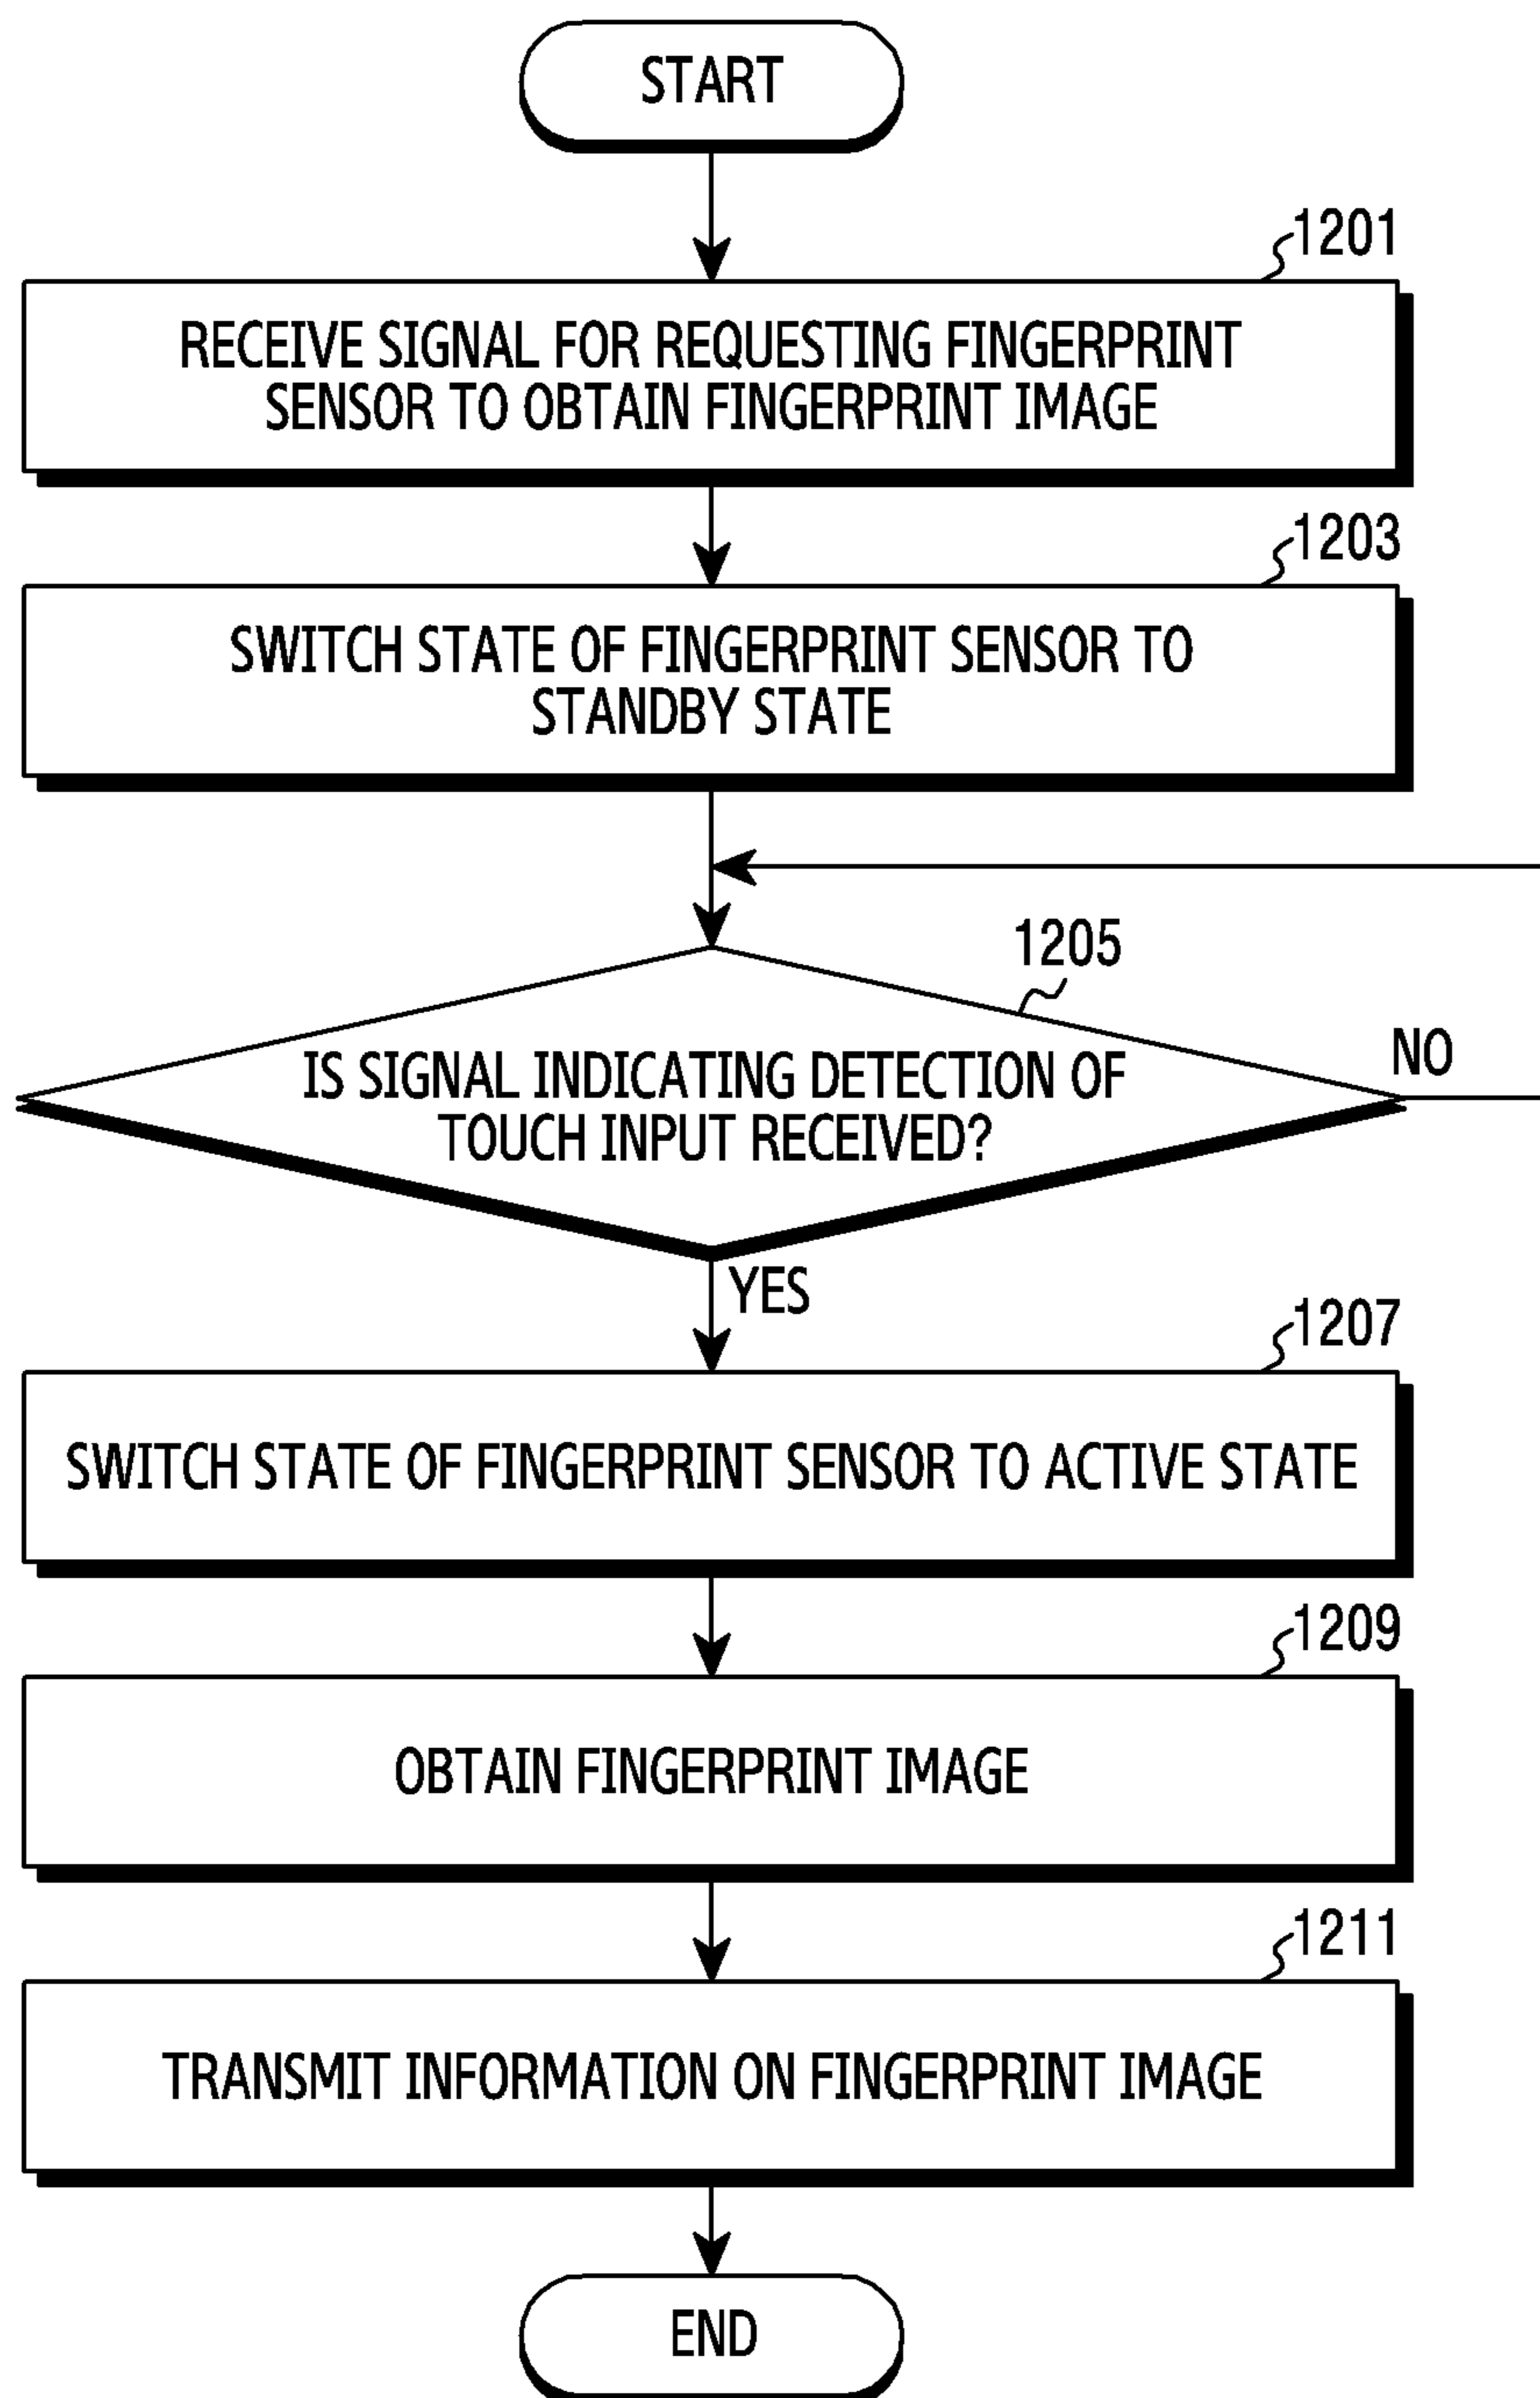 START
1201
RECEIVE SIGNAL FOR REQUESTING FINGERPRINT
SENSOR TO OBTAIN FINGERPRINT IMAGE
1203
SWITCH STATE OF FINGERPRINT SENSOR TO
STANDBY STATE
1205
IS SIGNAL INDICATING DETECTION OF
TOUCH INPUT RECEIVED?
NO
YES
1207
SWITCH STATE OF FINGERPRINT SENSOR TO ACTIVE STATE
1209
OBTAIN FINGERPRINT IMAGE
1211
TRANSMIT INFORMATION ON FINGERPRINT IMAGE
END